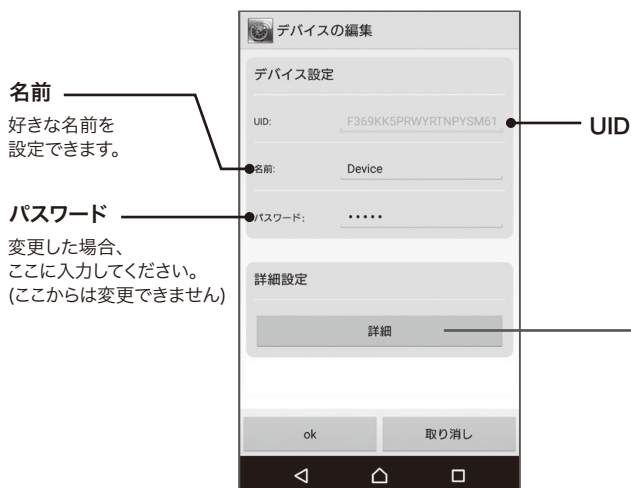 デバイスの編集
デバイス設定
UID:
F369KK5PRWYRTNPYSM61
UID
名前:
Device
パスワード:
•••••
詳細設定
詳細
ok
取り消し
名前
好きな名前を
設定できます。
パスワード
変更した場合、
ここに入力してください。
(ここからは変更できません)